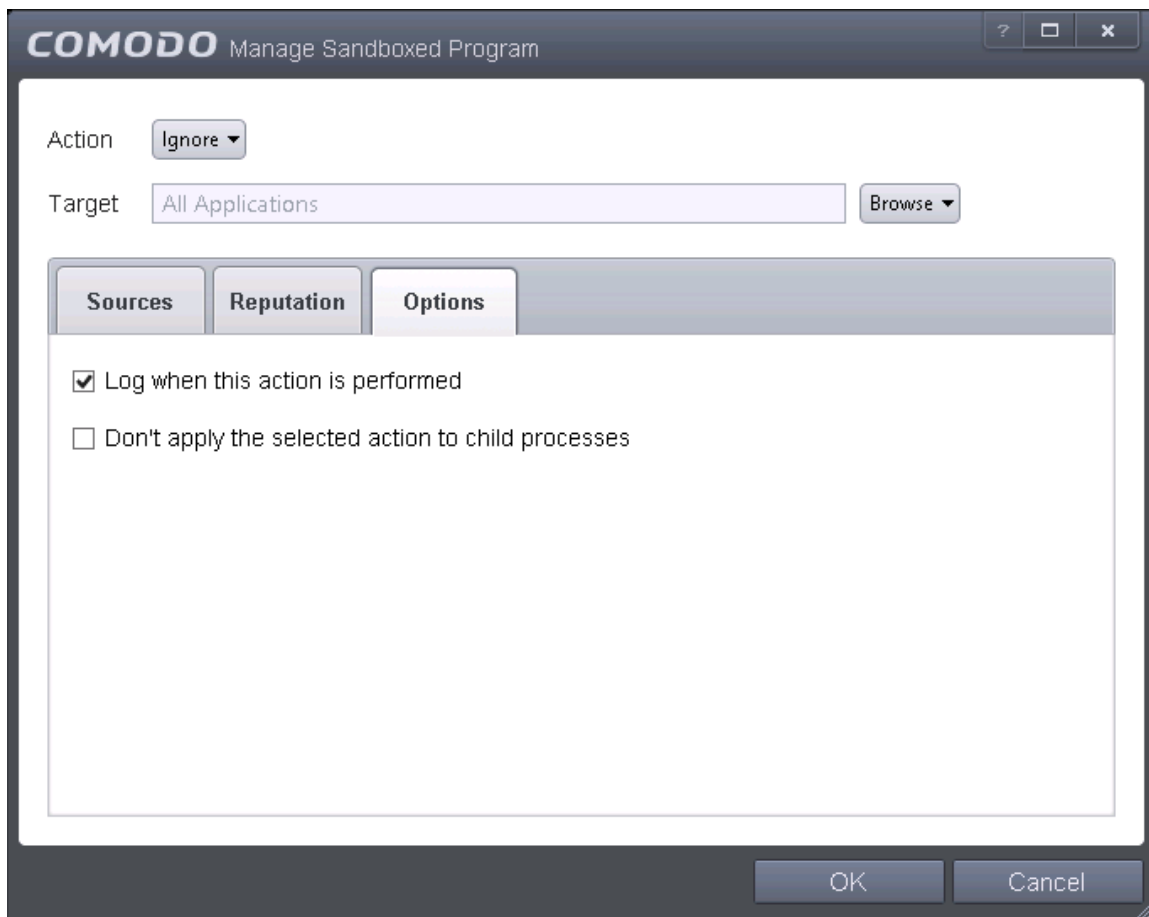 COMODO Manage Sandboxed Program ?
Action Ignore
Target All Applications Browse
Sources Reputation Options
Log when this action is performed
Don't apply the selected action to child processes
OK Cancel